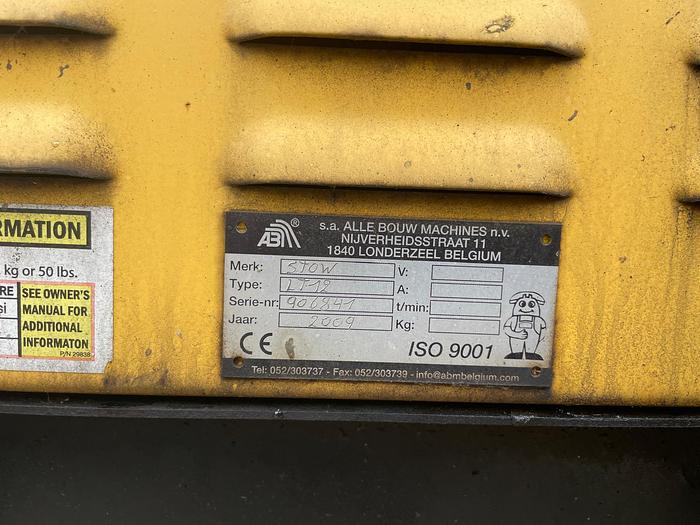 RMATION
kg or 50 lbs.
RE
si
SEE OWNER'S
MANUAL FOR
ADDITIONAL
INFORMATON
P/N 29838
ABM ®
s.a. ALLE BOUW MACHINES n.v.
NIJVERHEIDSSTRAAT 11
1840 LONDERZEEL BELGIUM
Merk: STOW V:
Type: LT12 A:
Serie-nr: 906841 t/min:
Jaar: 2009 Kg:
CE ISO 9001
Tel: 052/303737 - Fax: 052/303739 - info@abmbelgium.com